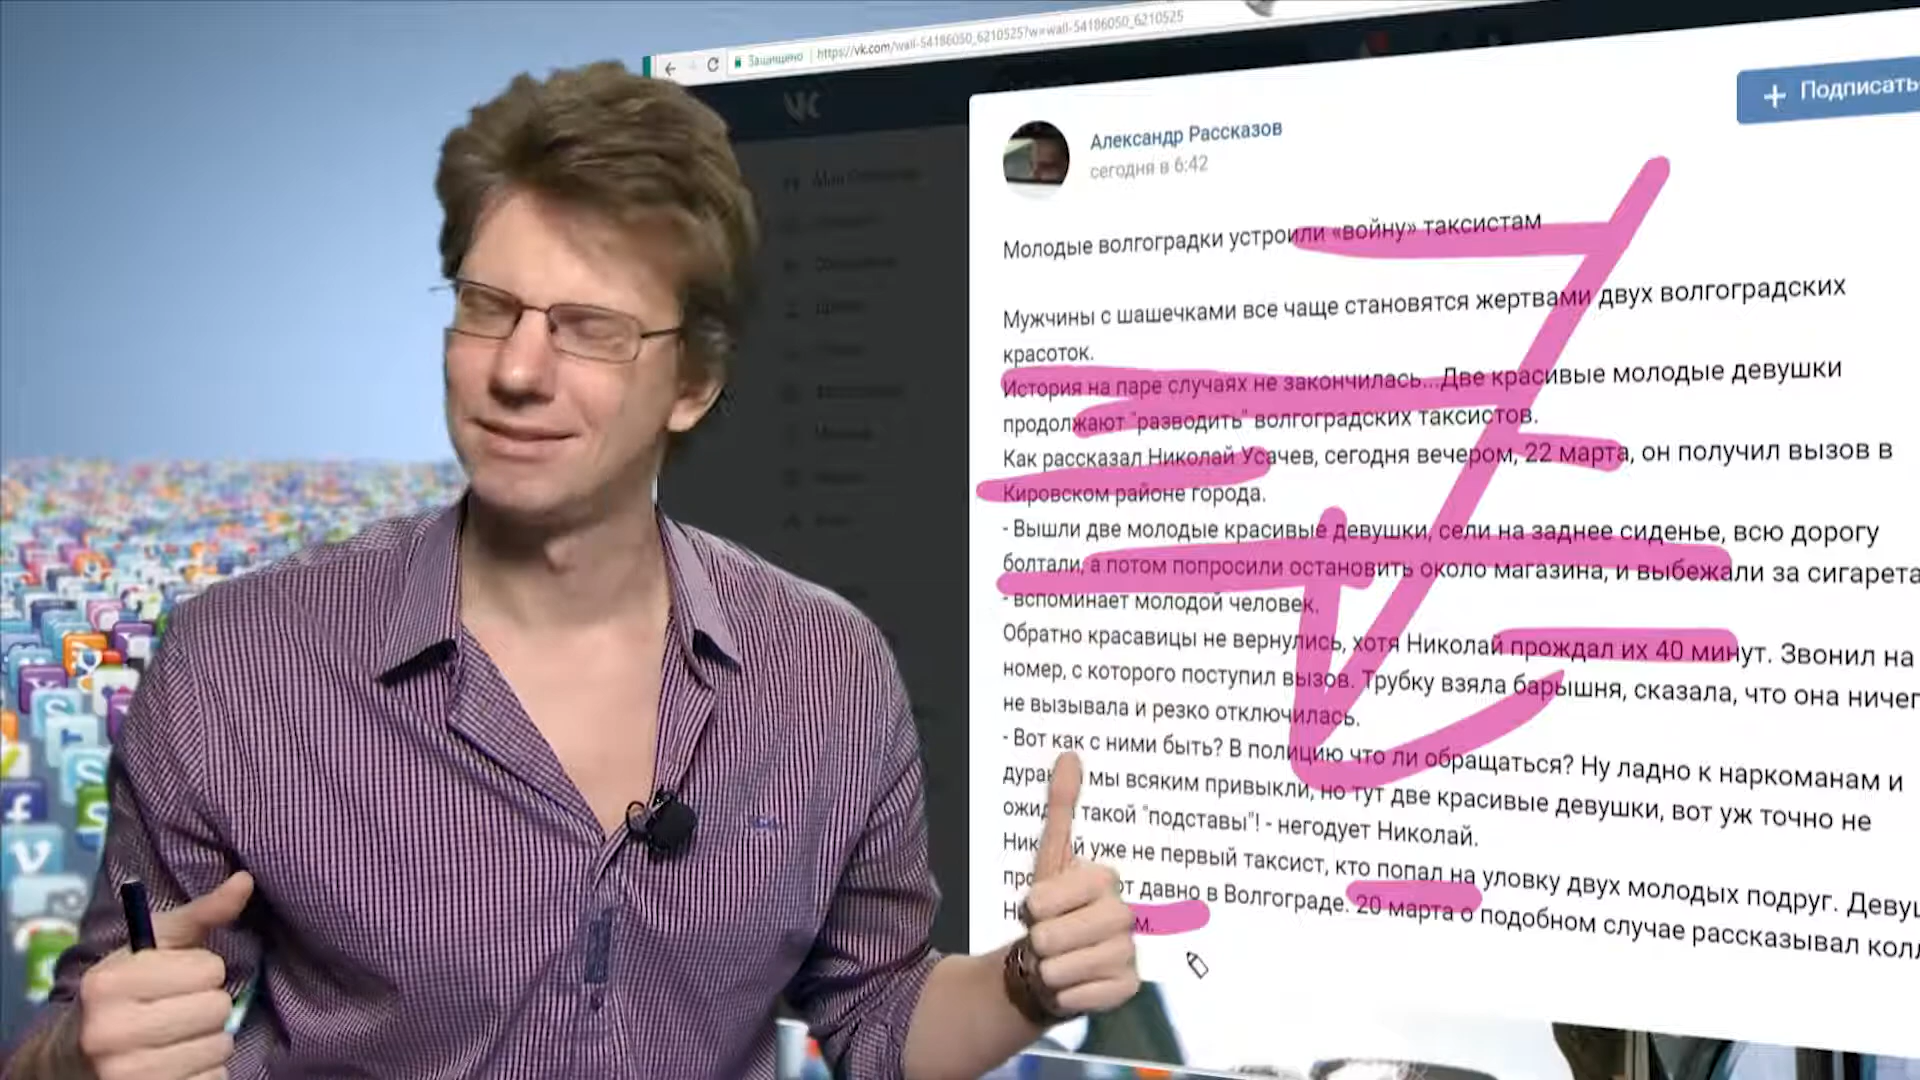 Защищено https://vk.com/wall-54186050_6210525?w=wall-54186050_6210525
Подписать
Александр Рассказов
сегодня в 6:42
Молодые волгоградки устроили «войну» таксистам
Мужчины с шашечками все чаще становятся жертвами двух волгоградских
красоток.
История на паре случаях не закончилась...Две красивые молодые девушки
продолжают "разводить" волгоградских таксистов.
Как рассказал Николай Усачев, сегодня вечером, 22 марта, он получил вызов в
Кировском районе города.
- Вышли две молодые красивые девушки, сели на заднее сиденье, всю дорогу
болтали, а потом попросили остановить около магазина, и выбежали за сигарета
- вспоминает молодой человек.
Обратно красавицы не вернулись, хотя Николай прождал их 40 минут. Звонил на
номер, с которого поступил вызов. Трубку взяла барышня, сказала, что она ничег
не вызывала и резко отключилась.
- Вот как с ними быть? В полицию что ли обращаться? Ну ладно к наркоманам и
дура мы всяким привыкли, но тут две красивые девушки, вот уж точно не
ожид такой "подставы"! - негодует Николай.
Ник й уже не первый таксист, кто попал на уловку двух молодых подруг. Девуш
про от давно в Волгограде. 20 марта о подобном случае рассказывал колл
Н м.